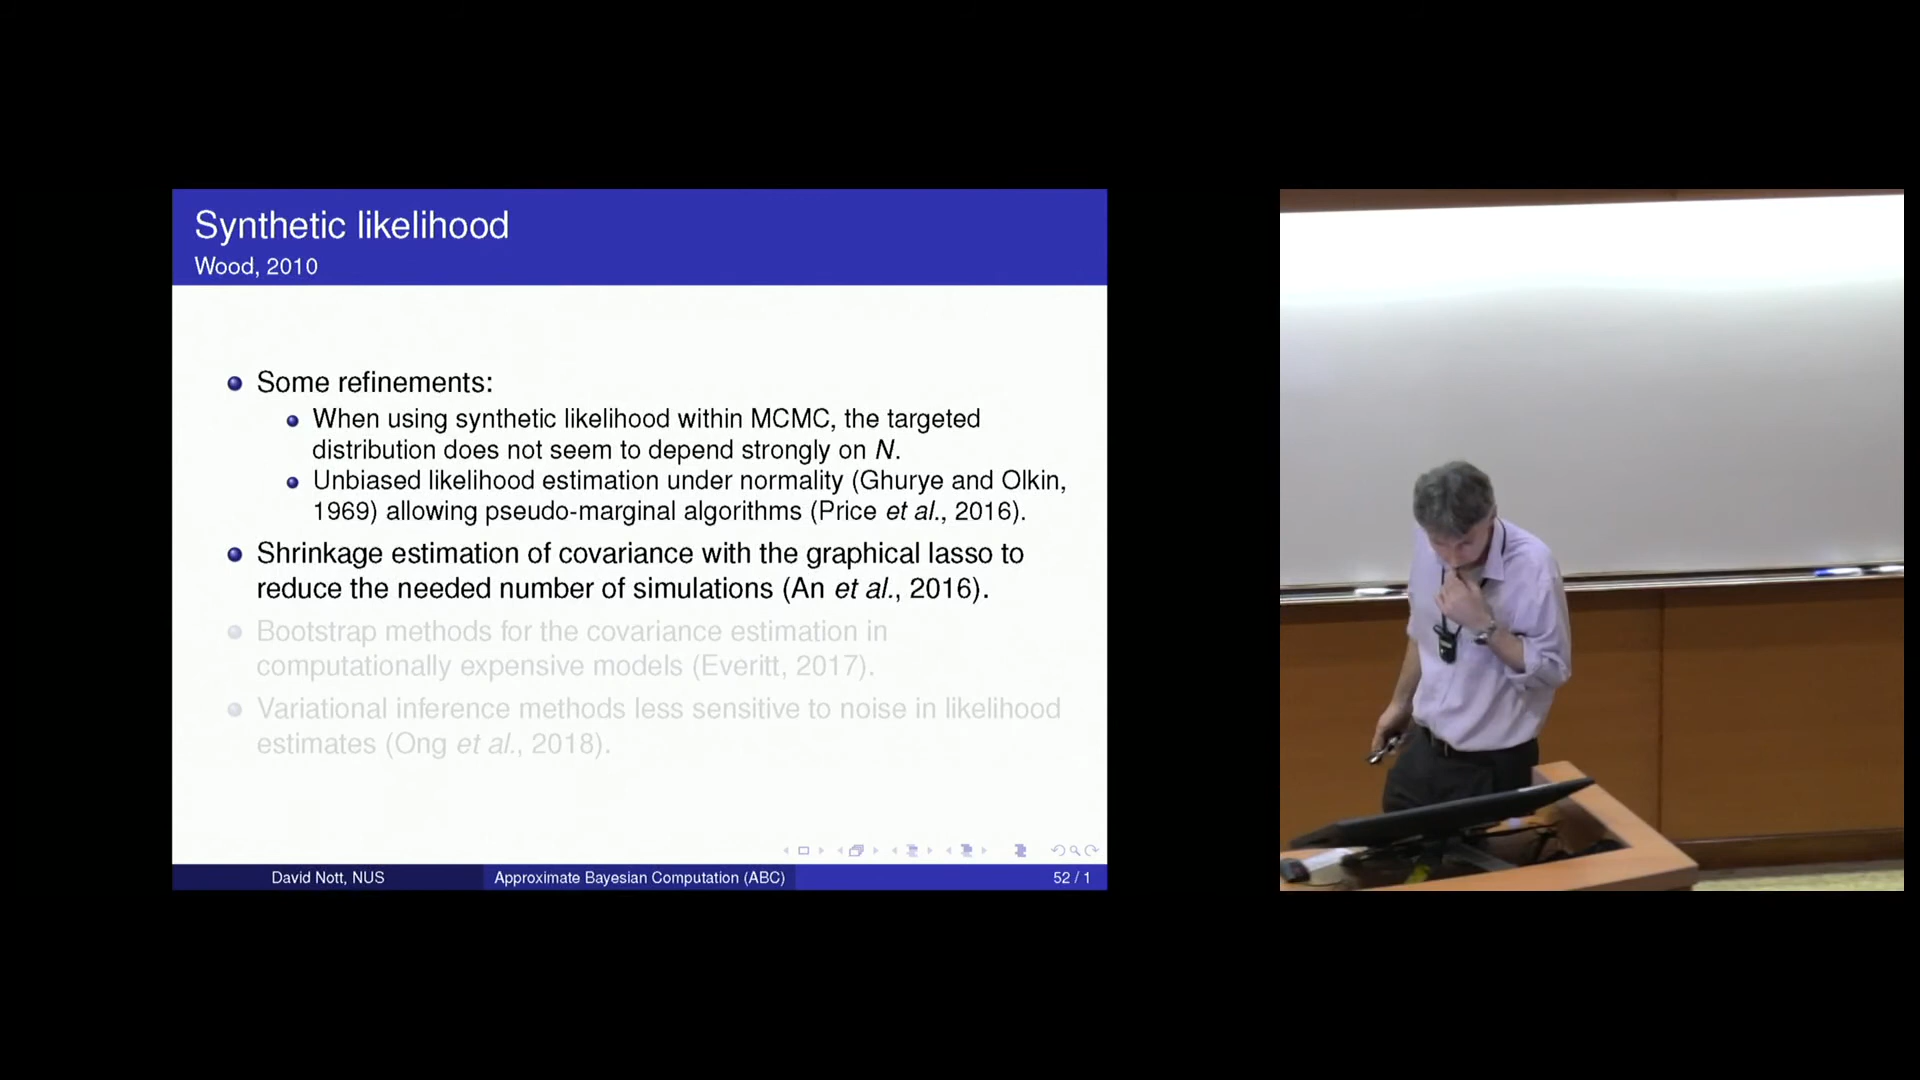 Synthetic likelihood
Wood, 2010
Some refinements:
When using synthetic likelihood within MCMC, the targeted
distribution does not seem to depend strongly on N.
Unbiased likelihood estimation under normality (Ghurye and Olkin,
1969) allowing pseudo-marginal algorithms (Price et al., 2016).
Shrinkage estimation of covariance with the graphical lasso to
reduce the needed number of simulations (An et al., 2016).
Bootstrap methods for the covariance estimation in
computationally expensive models (Everitt, 2017).
Variational inference methods less sensitive to noise in likelihood
estimates (Ong et al., 2018).
David Nott, NUS
Approximate Bayesian Computation (ABC)
52 / 1